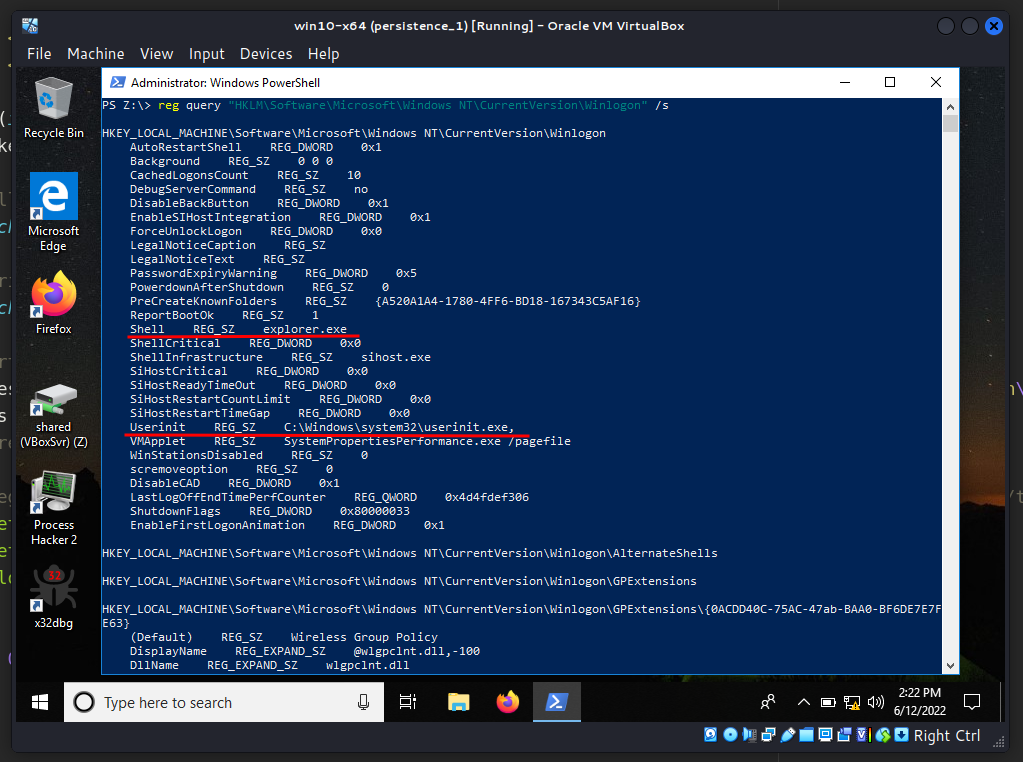 win10-x64 (persistence_1) [Running] - Oracle VM VirtualBox
File Machine View Input Devices Help
Recycle Bin
Microsoft
Edge
Firefox
shared
(VBoxSvr) (Z)
Process
Hacker 2
32
x32dbg
Administrator: Windows PowerShell
PS Z:\> reg query "HKLM\Software\Microsoft\Windows NT\CurrentVersion\Winlogon" /s
HKEY_LOCAL_MACHINE\Software\Microsoft\Windows NT\CurrentVersion\Winlogon
AutoRestartShell REG_DWORD 0x1
Background REG_SZ 0 0 0
CachedLogonsCount REG_SZ 10
DebugServerCommand REG_SZ no
DisableBackButton REG_DWORD 0x1
EnableSIHostIntegration REG_DWORD 0x1
ForceUnlockLogon REG_DWORD 0x0
LegalNoticeCaption REG_SZ
LegalNoticeText REG_SZ
PasswordExpiryWarning REG_DWORD 0x5
PowerdownAfterShutdown REG_SZ 0
PreCreateKnownFolders REG_SZ {A520A1A4-1780-4FF6-BD18-167343C5AF16}
ReportBootOk REG_SZ 1
Shell REG_SZ explorer.exe
ShellCritical REG_DWORD 0x0
ShellInfrastructure REG_SZ sihost.exe
SiHostCritical REG_DWORD 0x0
SiHostReadyTimeOut REG_DWORD 0x0
SiHostRestartCountLimit REG_DWORD 0x0
SiHostRestartTimeGap REG_DWORD 0x0
Userinit REG_SZ C:\Windows\system32\userinit.exe,
VMApplet REG_SZ SystemPropertiesPerformance.exe /pagefile
WinStationsDisabled REG_SZ 0
scremoveoption REG_SZ 0
DisableCAD REG_DWORD 0x1
LastLogOffEndTimePerfCounter REG_QWORD 0x4d4fdef306
ShutdownFlags REG_DWORD 0x80000033
EnableFirstLogonAnimation REG_DWORD 0x1
HKEY_LOCAL_MACHINE\Software\Microsoft\Windows NT\CurrentVersion\Winlogon\AlternateShells
HKEY_LOCAL_MACHINE\Software\Microsoft\Windows NT\CurrentVersion\Winlogon\GPExtensions
HKEY_LOCAL_MACHINE\Software\Microsoft\Windows NT\CurrentVersion\Winlogon\GPExtensions\{0ACDD40C-75AC-47ab-BAA0-BF6DE7E7F
E63}
(Default) REG_SZ Wireless Group Policy
DisplayName REG_EXPAND_SZ @wlgpclnt.dll,-100
DllName REG_EXPAND_SZ wlgpclnt.dll
Type here to search
2:22 PM
6/12/2022
Right Ctrl